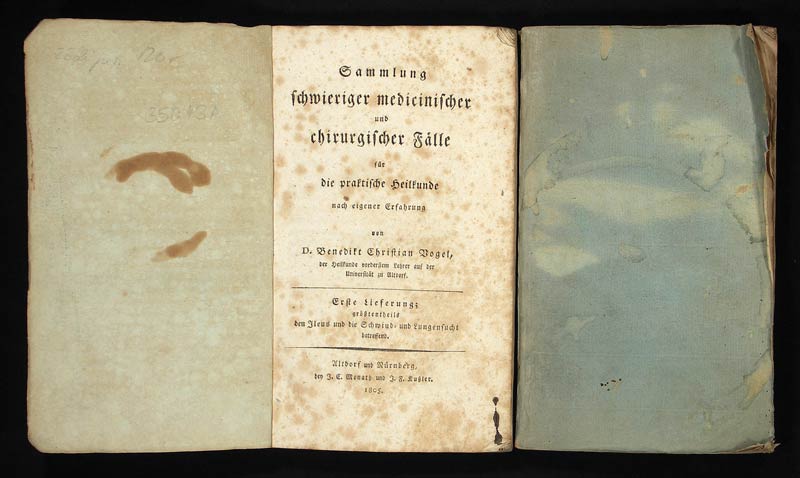 Sammlung
schwieriger medicinischer
und
chirurgischer Fälle
für
die praktische Heilkunde
nach eigener Erfahrung
von
D. Benedikt Christian Vogel,
der Heilkunde vorderstem Lehrer auf der
Universität zu Altdorf.
Erste Lieferung;
größtentheils
den Ileus und die Schwind- und Lungensucht
betreffend.
Altdorf und Nürnberg,
bey J. C. Monath und J. F. Kußler.
1805.